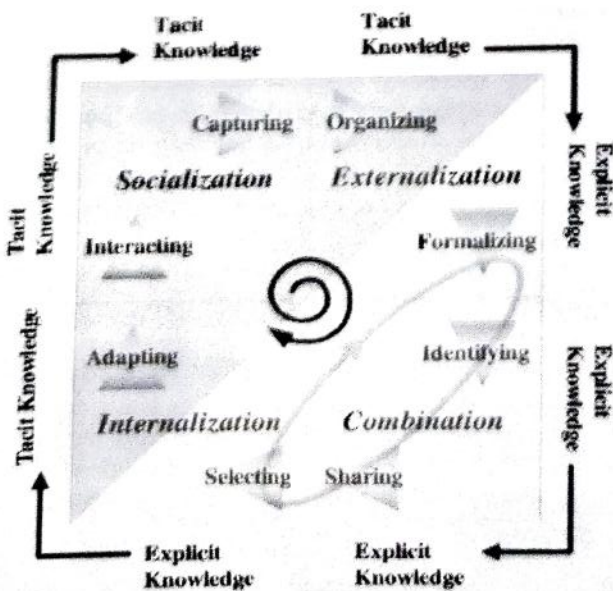 Tacit
Knowledge
Tacit
Knowledge
Capturing
Organizing
Socialization
Externalization
Tacit
Knowledge
Explicit
Knowledge
Interacting
Formalizing
Adapting
Identifying
Tacit Knowledge
Explicit
Knowledge
Internalization
Combination
Selecting
Sharing
Explicit
Knowledge
Explicit
Knowledge